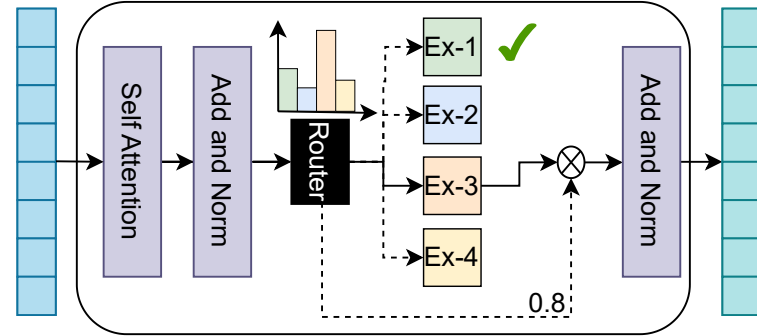 Self Attention
Add and Norm
Router
Ex-1
Ex-2
Ex-3
Ex-4
0.8
Add and Norm